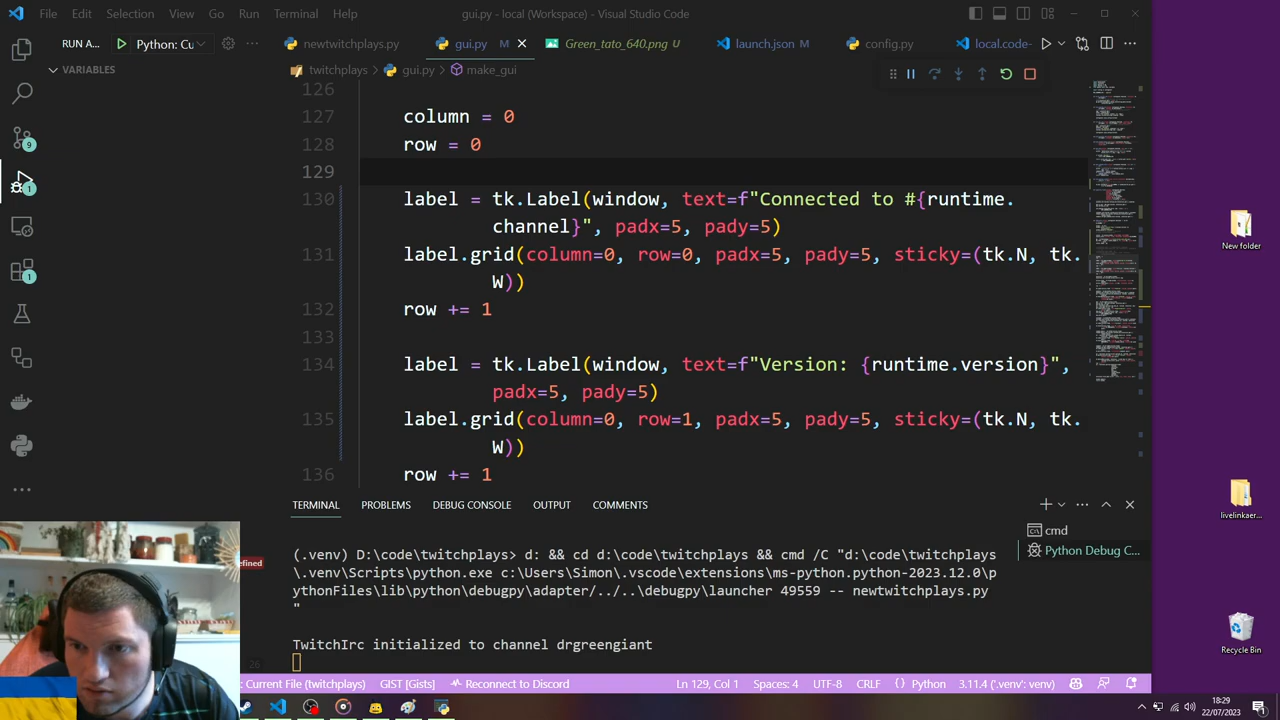 File Edit Selection View Go Run Terminal Help
gui.py - local (Workspace) - Visual Studio Code
RUN A... Python: Cu
newtwitchplays.py gui.py M Green_tato_640.png U launch.json M config.py local.code-
VARIABLES
twitchplays > gui.py > make_gui
126
127 column = 0
128 row = 0
129
label = tk.Label(window, text=f"Connected to #{runtime.
channel}", padx=5, pady=5)
label.grid(column=0, row=0, padx=5, pady=5, sticky=(tk.N, tk.
W))
row += 1
label = tk.Label(window, text=f"Version: {runtime.version}",
padx=5, pady=5)
135 label.grid(column=0, row=1, padx=5, pady=5, sticky=(tk.N, tk.
W))
136 row += 1
TERMINAL PROBLEMS DEBUG CONSOLE OUTPUT COMMENTS
cmd
Python Debug C...
(.venv) D:\code\twitchplays> d: && cd d:\code\twitchplays && cmd /C "d:\code\twitchplays
\.venv\Scripts\python.exe c:\Users\Simon\.vscode\extensions\ms-python.python-2023.12.0\p
ythonFiles\lib\python\debugpy\adapter/../..\debugpy\launcher 49559 -- newtwitchplays.py
"
TwitchIrc initialized to channel drgreengiant
efined
26
: Current File (twitchplays) GIST [Gists] Reconnect to Discord Ln 129, Col 1 Spaces: 4 UTF-8 CRLF Python 3.11.4 ('.venv': venv)
New folder
livelinkaer...
Recycle Bin
9
1
1
18:29
22/07/2023